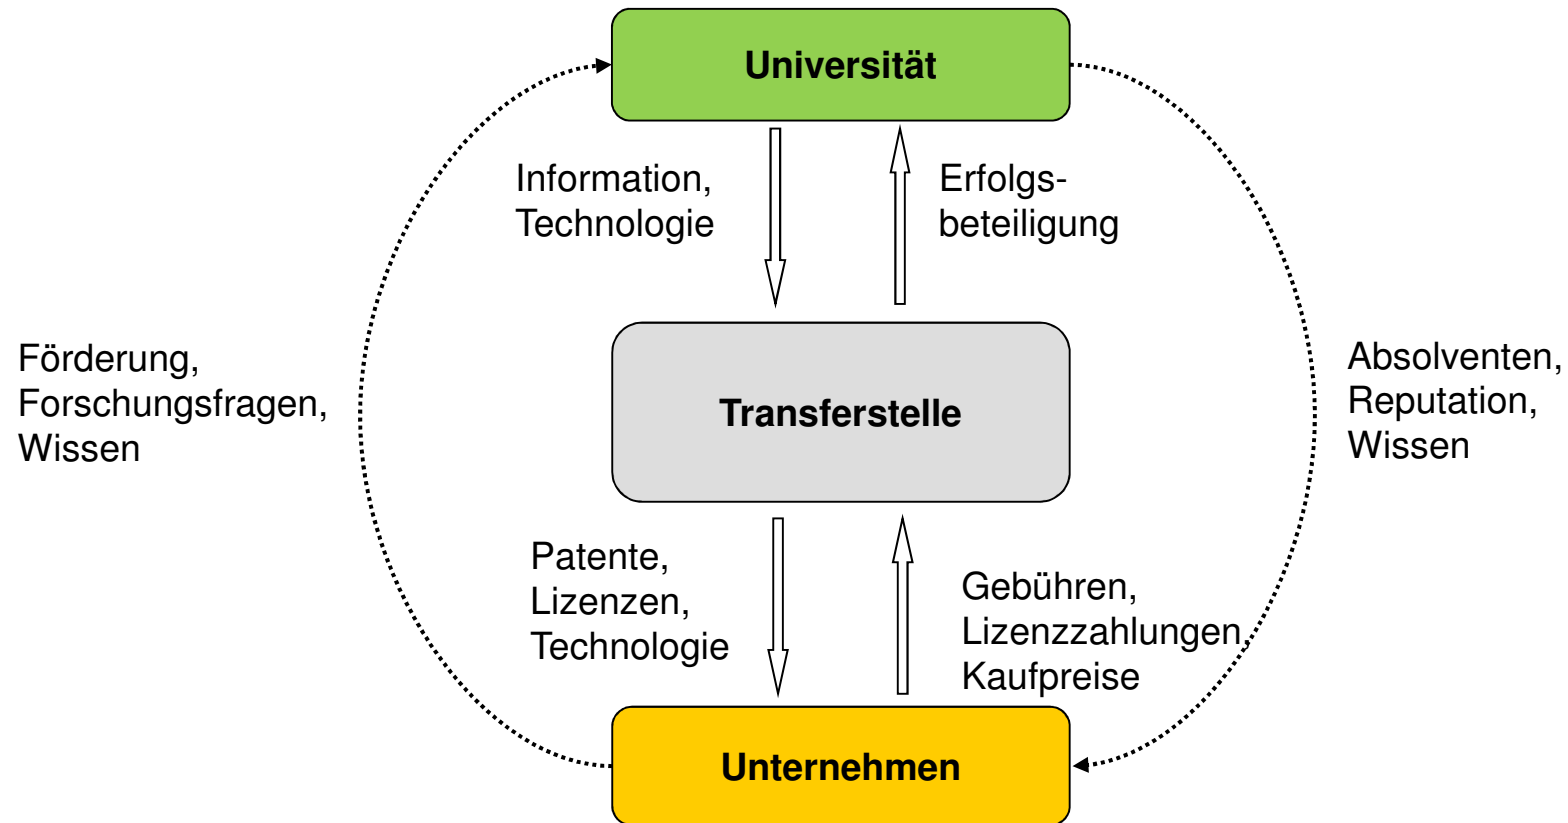 Universität
Information,
Technologie
Erfolgs-
beteiligung
Förderung,
Forschungsfragen,
Wissen
Transferstelle
Absolventen,
Reputation,
Wissen
Patente,
Lizenzen,
Technologie
Gebühren,
Lizenzzahlungen,
Kaufpreise
Unternehmen